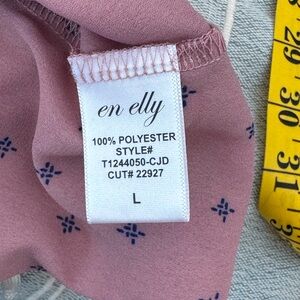 en elly
100% POLYESTER
STYLE#
T1244050-CJD
CUT# 22927
L
29
30
31